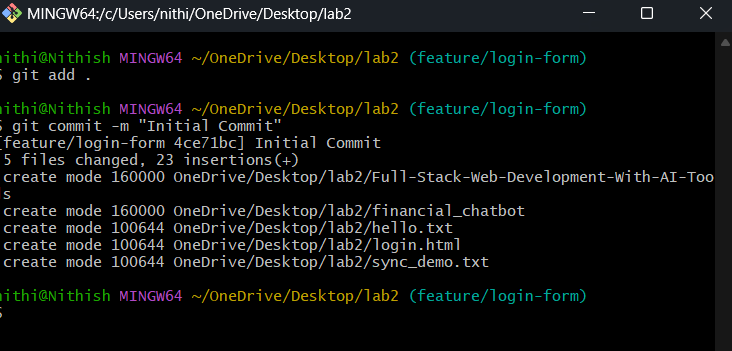 MINGW64:/c/Users/nithi/OneDrive/Desktop/lab2
nithi@Nithish MINGW64 ~/OneDrive/Desktop/lab2 (feature/login-form)
$ git add .
nithi@Nithish MINGW64 ~/OneDrive/Desktop/lab2 (feature/login-form)
$ git commit -m "Initial Commit"
[feature/login-form 4ce71bc] Initial Commit
5 files changed, 23 insertions(+)
create mode 160000 OneDrive/Desktop/lab2/Full-Stack-Web-Development-With-AI-Too
s
create mode 160000 OneDrive/Desktop/lab2/financial_chatbot
create mode 100644 OneDrive/Desktop/lab2/hello.txt
create mode 100644 OneDrive/Desktop/lab2/login.html
create mode 100644 OneDrive/Desktop/lab2/sync_demo.txt
nithi@Nithish MINGW64 ~/OneDrive/Desktop/lab2 (feature/login-form)
$